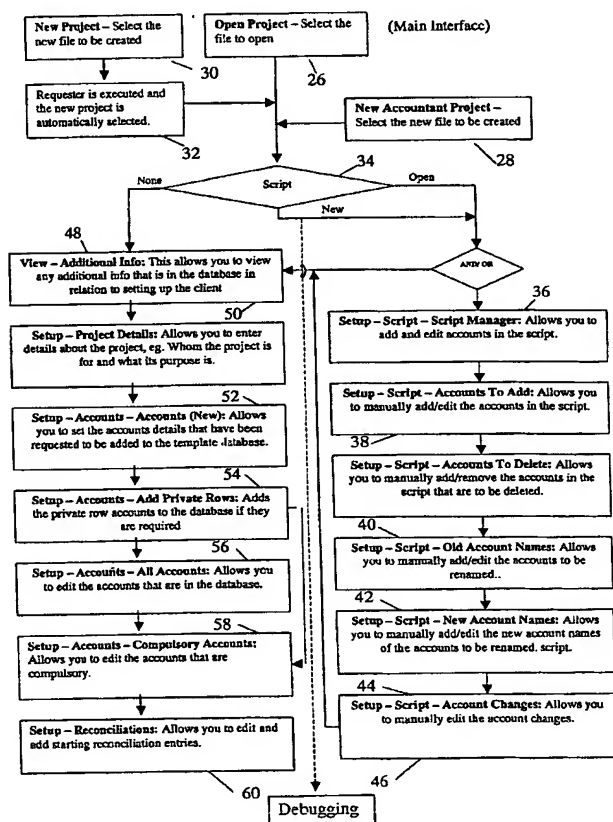 New Project – Select the
new file to be created
30
Open Project – Select the
file to open
26
(Main Interface)
Requester is executed and
the new project is
automatically selected.
32
New Accountant Project –
Select the new file to be created
28
34
None
Script
Open
New
48
View – Additional Info: This allows you to view
any additional info that is in the database in
relation to setting up the client
AND/ OR
50
Setup – Project Details: Allows you to enter
details about the project, eg. Whom the project is
for and what its purpose is.
52
Setup – Accounts – Accounts (New): Allows
you to set the accounts details that have been
requested to be added to the template database.
54
Setup – Accounts – Add Private Rows: Adds
the private row accounts to the database if they
are required
56
Setup – Accounts – All Accounts: Allows you
to edit the accounts that are in the database.
58
Setup – Accounts – Compulsory Accounts:
Allows you to edit the accounts that are
compulsory.
Setup – Reconciliations: Allows you to edit and
add starting reconciliation entries.
60
36
Setup – Script – Script Manager: Allows you to
add and edit accounts in the script.
Setup – Script – Accounts To Add: Allows you
to manually add/edit the accounts in the script.
38
Setup – Script – Accounts To Delete: Allows
you to manually add/remove the accounts in the
script that are to be deleted.
40
Setup – Script – Old Account Names: Allows
you to manually add/edit the accounts to be
renamed..
42
Setup – Script – New Account Names: Allows
you to manually add/edit the new account names
of the accounts to be renamed. script.
44
Setup – Script – Account Changes: Allows you
to manually edit the account changes.
46
Debugging